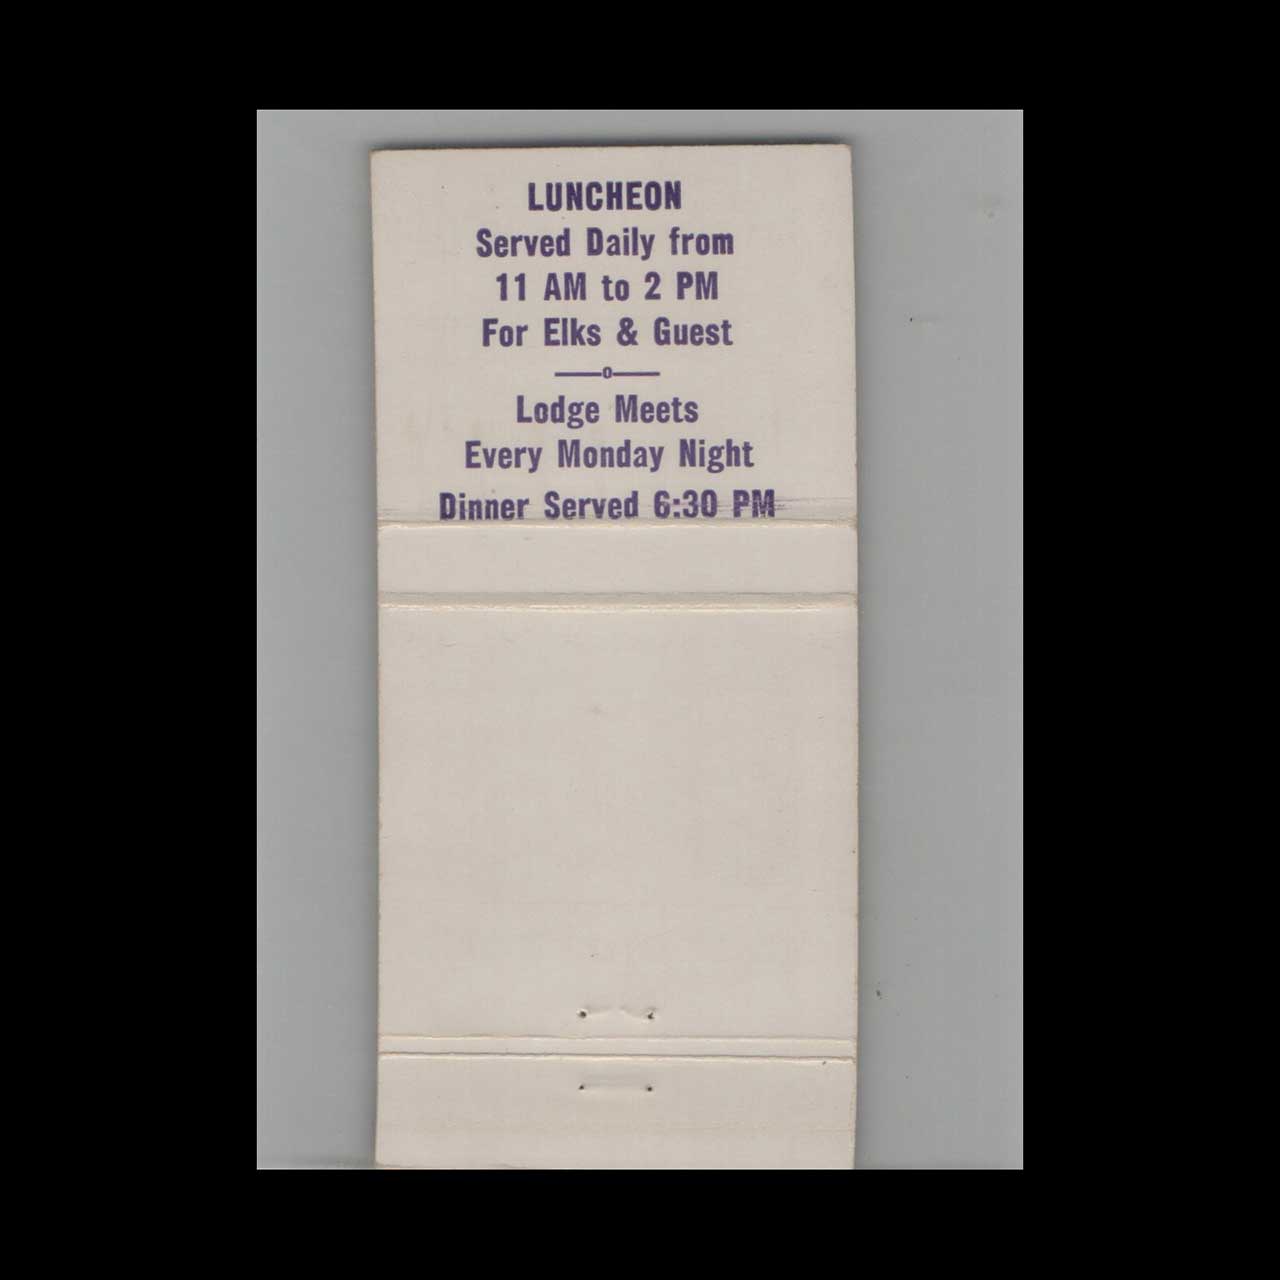 LUNCHEON
Served Daily from
11 AM to 2 PM
For Elks & Guest
—o—
Lodge Meets
Every Monday Night
Dinner Served 6:30 PM